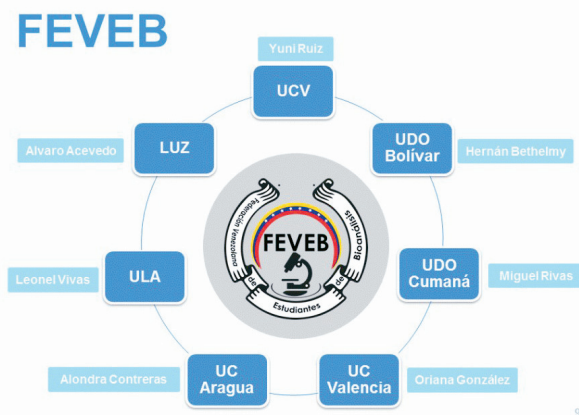 FEVEB
Yuni Ruiz
UCV
Alvaro Acevedo
LUZ
UDO
Bolívar
Hernán Bethelmy
Federación Venezolana
de
Estudiantes
de
Bioanálisis
FEVEB
Leonel Vivas
ULA
UDO
Cumaná
Miguel Rivas
Alondra Contreras
UC
Aragua
UC
Valencia
Oriana González